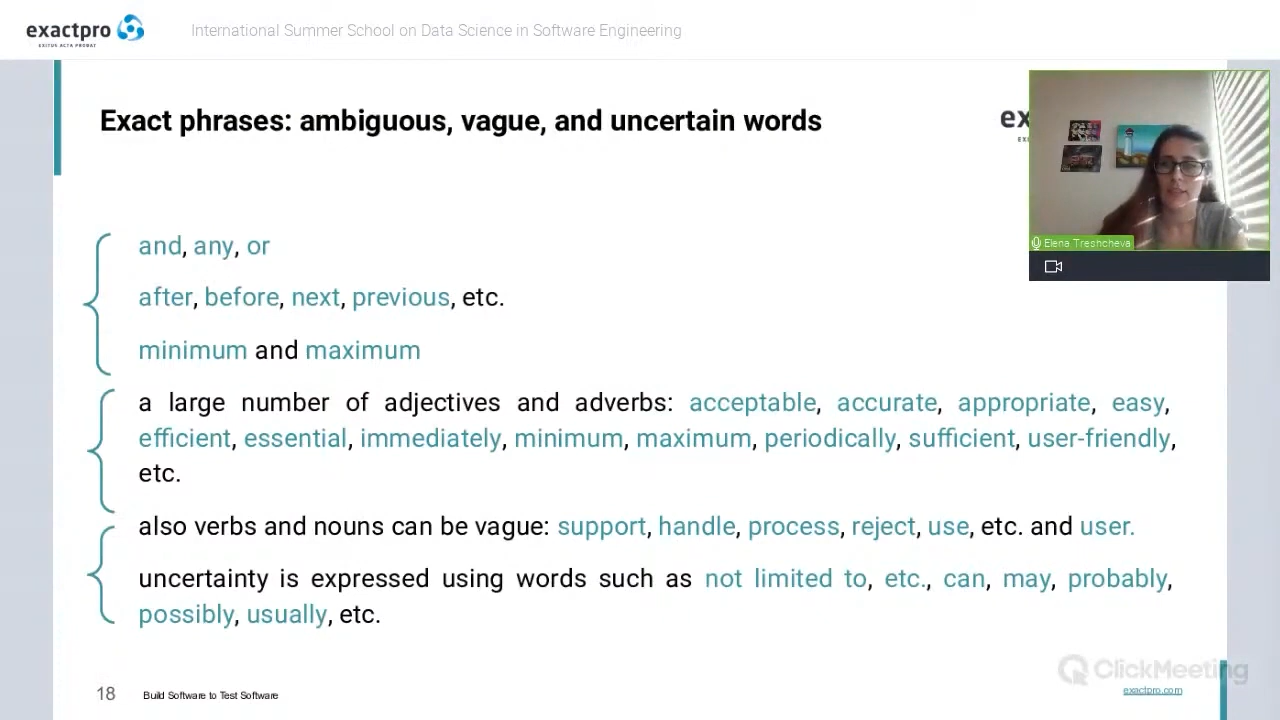 exactpro
EXITUS ACTA PROBAT
International Summer School on Data Science in Software Engineering
Exact phrases: ambiguous, vague, and uncertain words
ex
Elena Treshcheva
and, any, or
after, before, next, previous, etc.
minimum and maximum
a large number of adjectives and adverbs: acceptable, accurate, appropriate, easy,
efficient, essential, immediately, minimum, maximum, periodically, sufficient, user-friendly,
etc.
also verbs and nouns can be vague: support, handle, process, reject, use, etc. and user.
uncertainty is expressed using words such as not limited to, etc., can, may, probably,
possibly, usually, etc.
ClickMeeting
18
Build Software to Test Software
exactpro.com